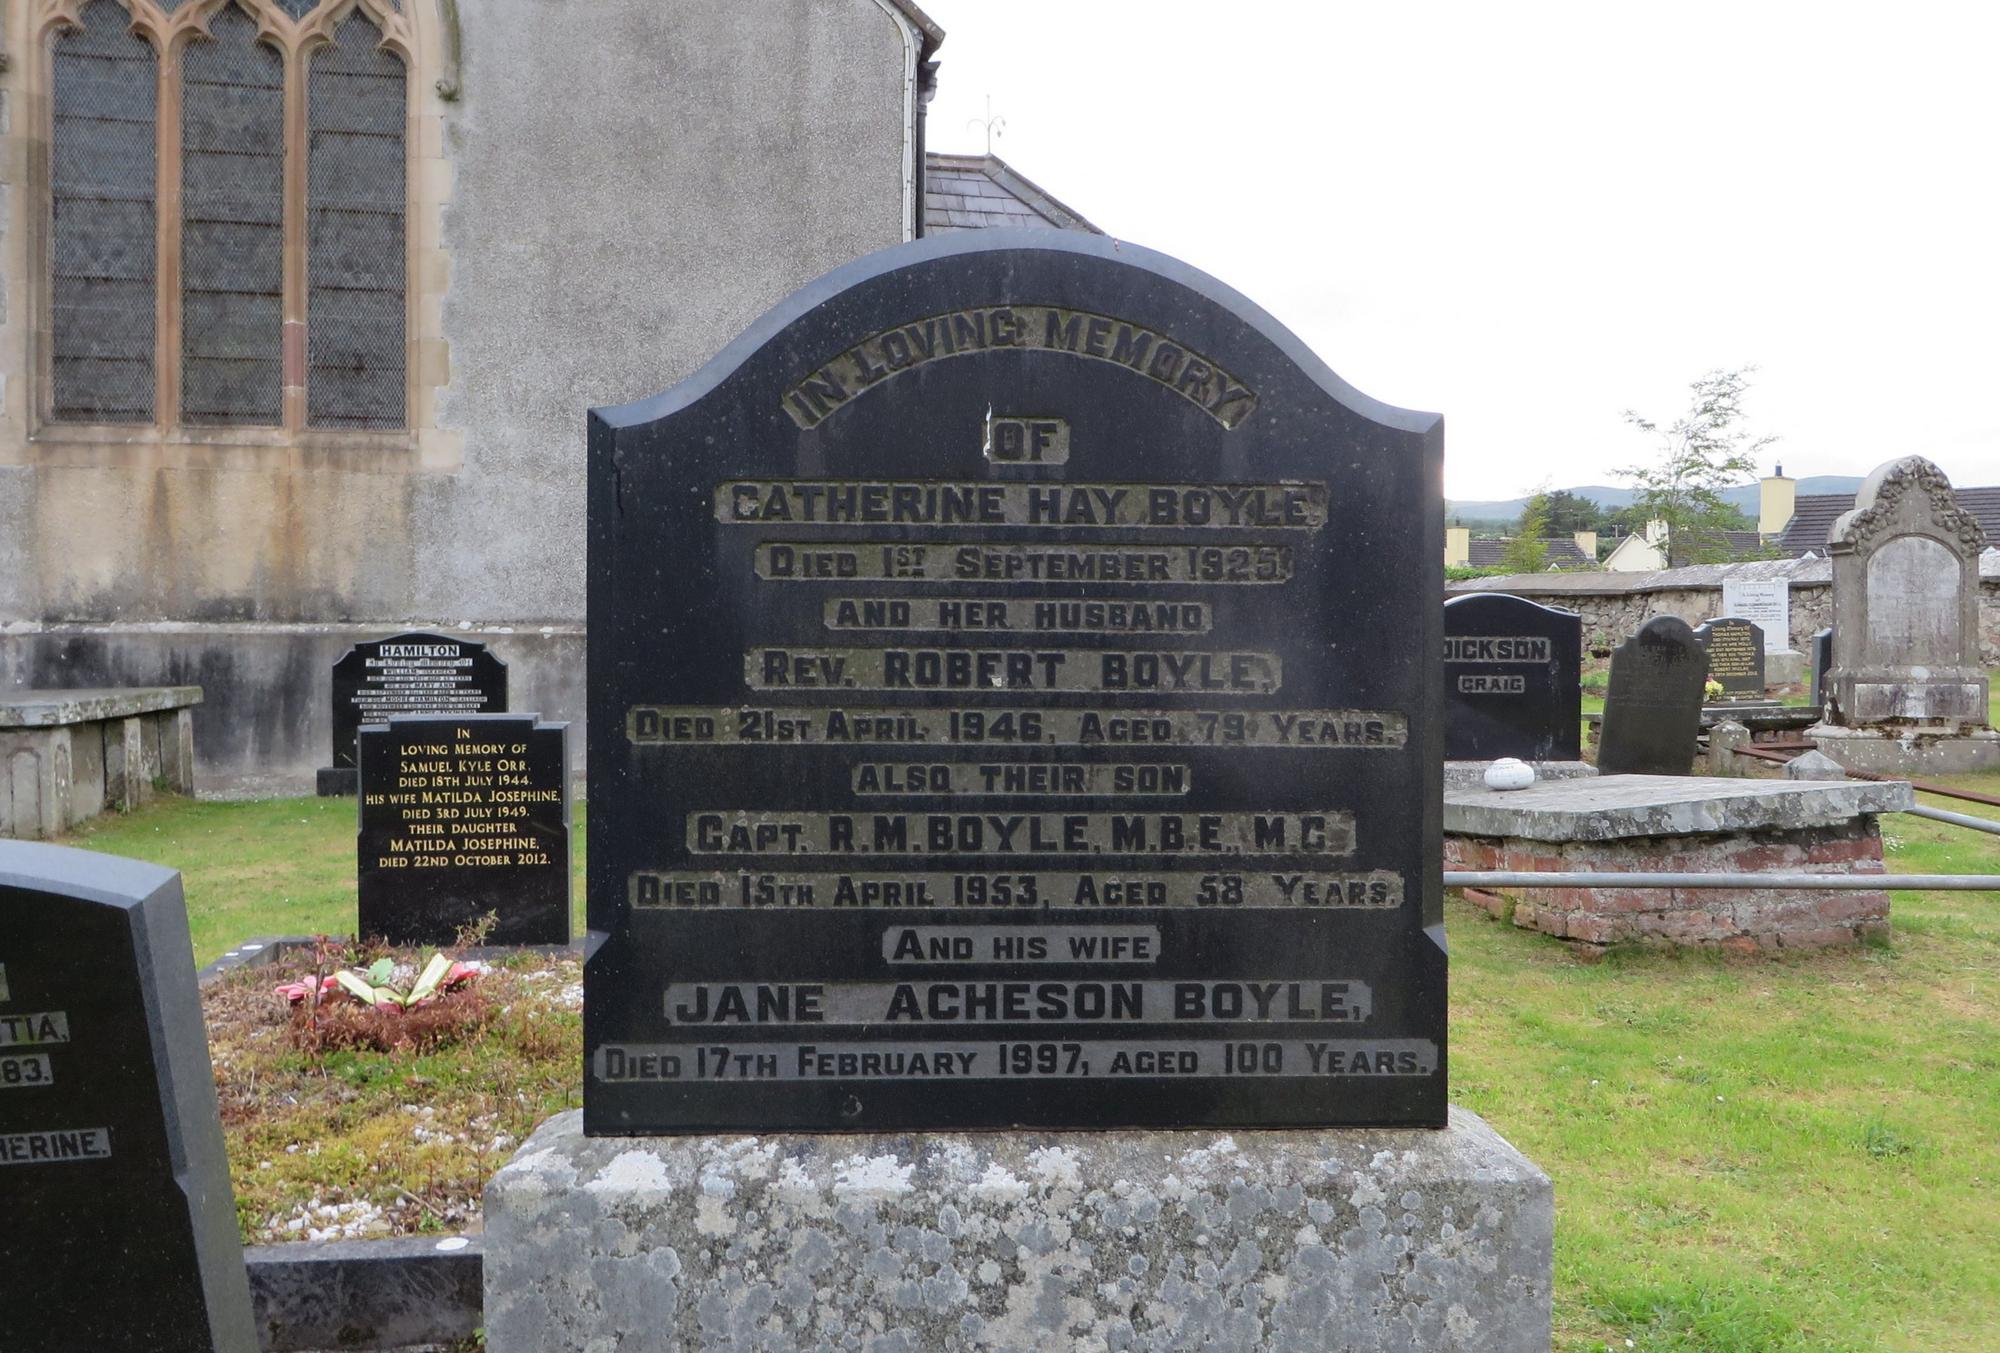 IN LOVING MEMORY
OF
CATHERINE HAY BOYLE,
DIED 1ST SEPTEMBER 1925,
AND HER HUSBAND
REV. ROBERT BOYLE,
DIED 21ST APRIL 1946, AGED 79 YEARS.
ALSO THEIR SON
CAPT. R.M. BOYLE, M.B.E., M.C.
DIED 15TH APRIL 1953, AGED 58 YEARS.
AND HIS WIFE
JANE ACHESON BOYLE,
DIED 17TH FEBRUARY 1997, AGED 100 YEARS.
HAMILTON
IN
LOVING MEMORY OF
SAMUEL KYLE ORR,
DIED 18TH JULY 1944.
HIS WIFE MATILDA JOSEPHINE,
DIED 3RD JULY 1949.
THEIR DAUGHTER
MATILDA JOSEPHINE,
DIED 22ND OCTOBER 2012.
TIA,
83.
HERINE.
DICKSON
CRAIG